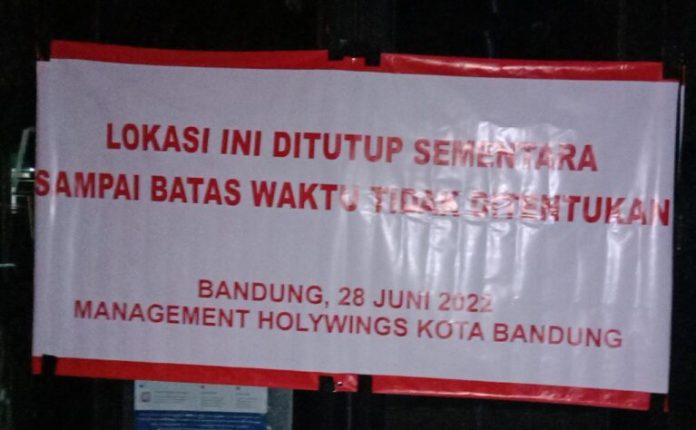 LOKASI INI DITUTUP SEMENTARA
SAMPAI BATAS WAKTU TIDAK DITENTUKAN
BANDUNG, 28 JUNI 2022
MANAGEMENT HOLYWINGS KOTA BANDUNG